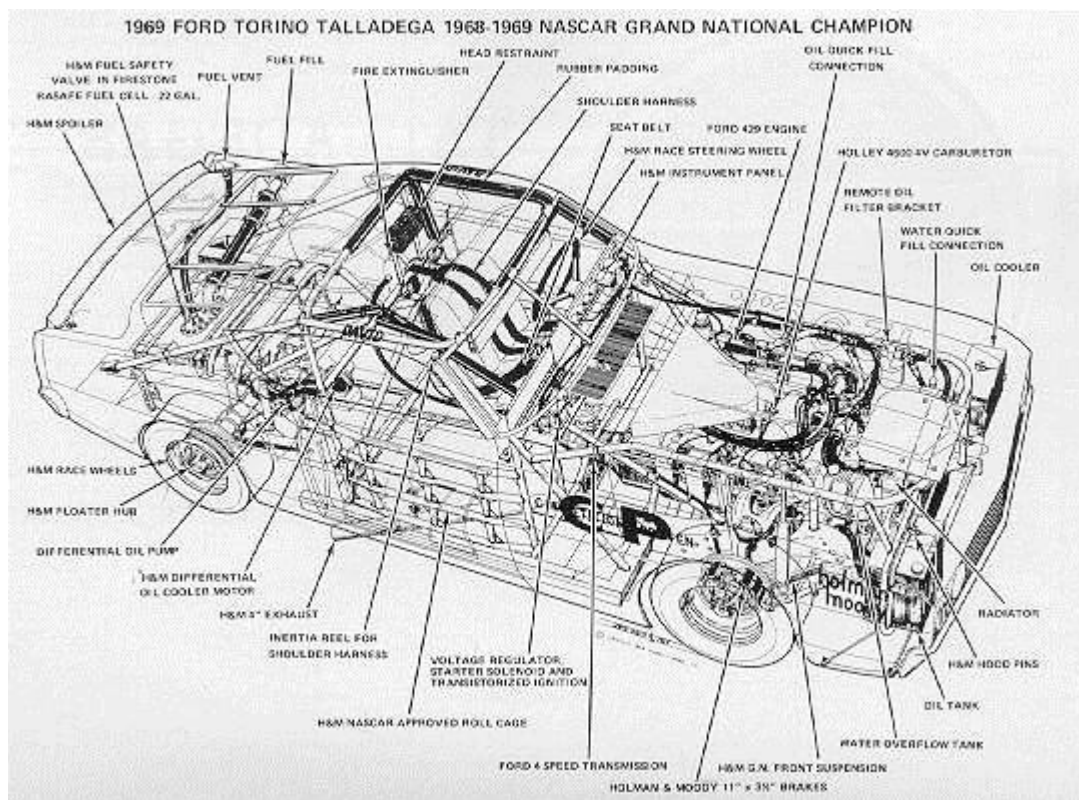 1969 FORD TORINO TALLADEGA 1968-1969 NASCAR GRAND NATIONAL CHAMPION
H&M FUEL SAFETY
VALVE IN FIRESTONE
RASAFE FUEL CELL 22 GAL.
FUEL VENT
FUEL FILL
FIRE EXTINGUISHER
HEAD RESTRAINT
RUBBER PADDING
OIL QUICK FILL
CONNECTION
H&M SPOILER
SHOULDER HARNESS
SEAT BELT
FORD 429 ENGINE
H&M RACE STEERING WHEEL
HOLLEY 4500 4V CARBURETOR
H&M INSTRUMENT PANEL
REMOTE OIL
FILTER BRACKET
WATER QUICK
FILL CONNECTION
OIL COOLER
H&M RACE WHEELS
H&M FLOATER HUB
DIFFERENTIAL OIL PUMP
H&M DIFFERENTIAL
OIL COOLER MOTOR
H&M 4" EXHAUST
INERTIA REEL FOR
SHOULDER HARNESS
VOLTAGE REGULATOR,
STARTER SOLENOID AND
TRANSISTORIZED IGNITION
H&M NASCAR APPROVED ROLL CAGE
holman
moody
RADIATOR
H&M HOOD PINS
OIL TANK
WATER OVERFLOW TANK
FORD 4 SPEED TRANSMISSION
H&M G.N. FRONT SUSPENSION
HOLMAN & MOODY 11" x 3½" BRAKES